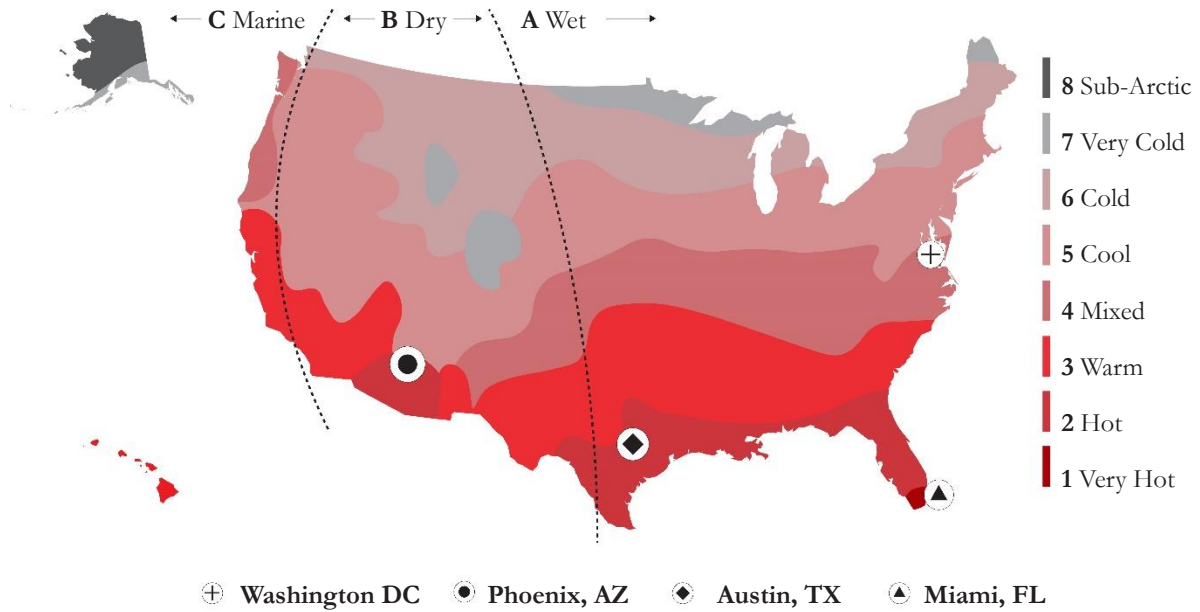 C Marine B Dry A Wet
8 Sub-Arctic
7 Very Cold
6 Cold
5 Cool
4 Mixed
3 Warm
2 Hot
1 Very Hot
Washington DC Phoenix, AZ Austin, TX Miami, FL